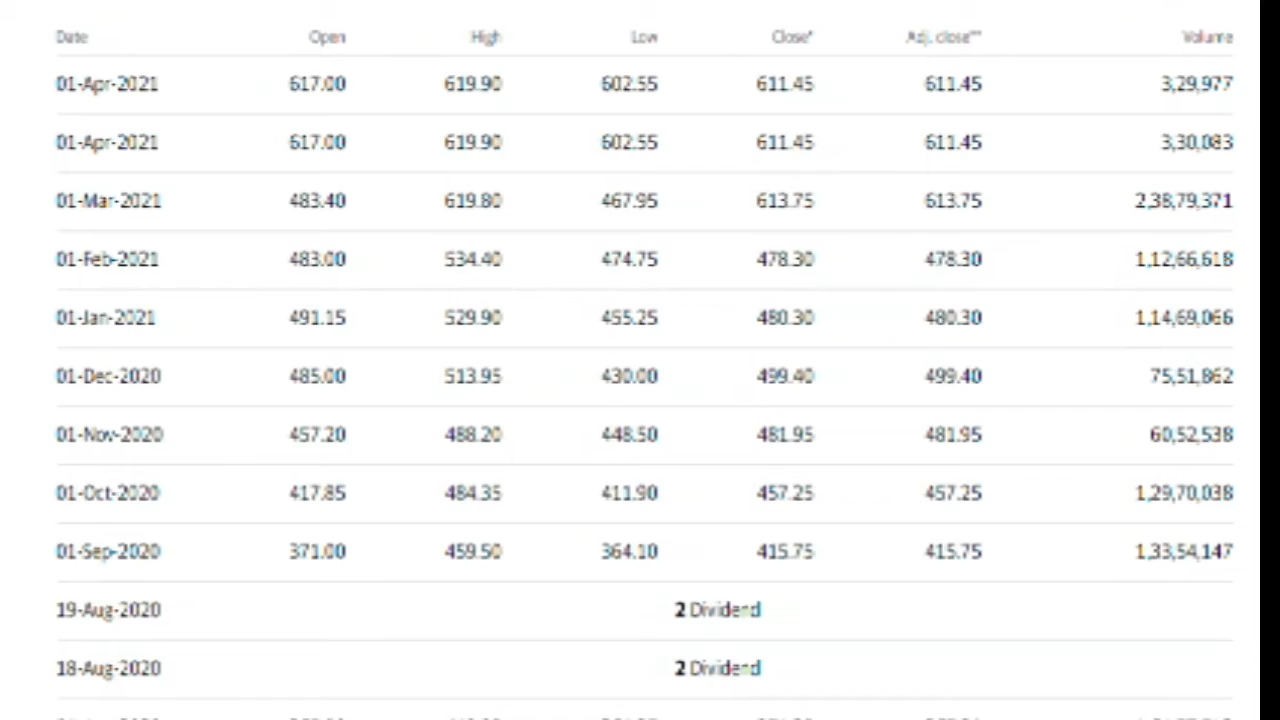 Date Open High Low Close* Adj. close** Volume
01-Apr-2021 617.00 619.90 602.55 611.45 611.45 3,29,977
01-Apr-2021 617.00 619.90 602.55 611.45 611.45 3,30,083
01-Mar-2021 483.40 619.80 467.95 613.75 613.75 2,38,79,371
01-Feb-2021 483.00 534.40 474.75 478.30 478.30 1,12,66,618
01-Jan-2021 491.15 529.90 455.25 480.30 480.30 1,14,69,066
01-Dec-2020 485.00 513.95 430.00 499.40 499.40 75,51,862
01-Nov-2020 457.20 488.20 448.50 481.95 481.95 60,52,538
01-Oct-2020 417.85 484.35 411.90 457.25 457.25 1,29,70,038
01-Sep-2020 371.00 459.50 364.10 415.75 415.75 1,33,54,147
19-Aug-2020 2 Dividend
18-Aug-2020 2 Dividend